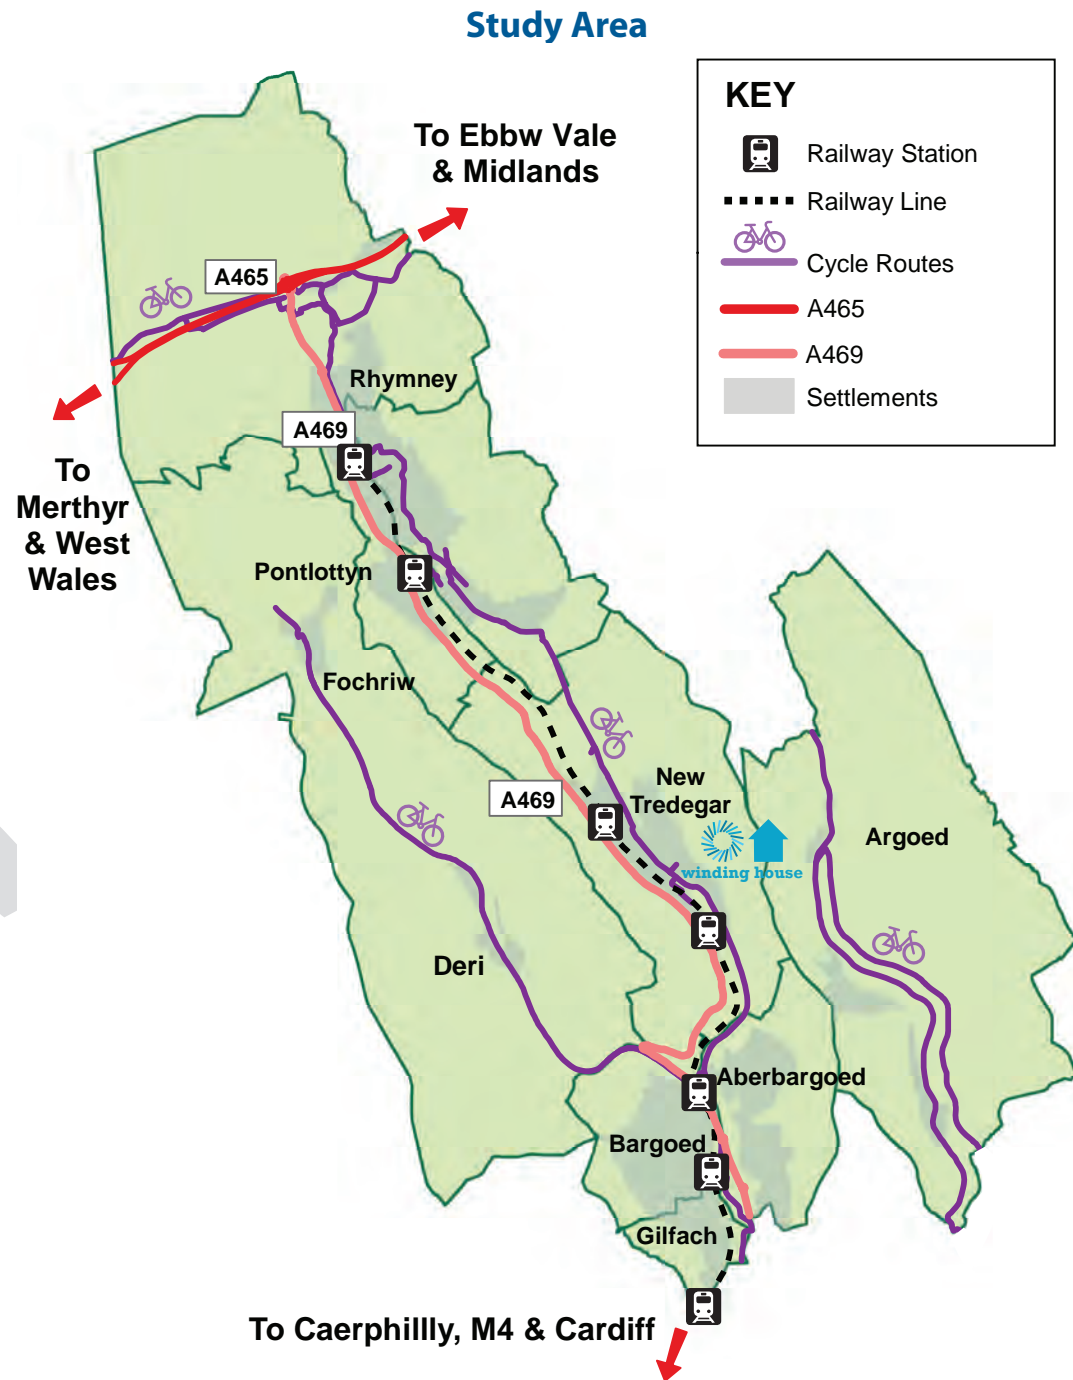 Study Area
KEY
Railway Station
Railway Line
Cycle Routes
A465
A469
Settlements
To Ebbw Vale
& Midlands
A465
Rhymney
A469
To
Merthyr
& West
Wales
Pontlottyn
Fochriw
New
Tredegar
A469
winding house
Argoed
Deri
Aberbargoed
Bargoed
Gilfach
To Caerphillly, M4 & Cardiff